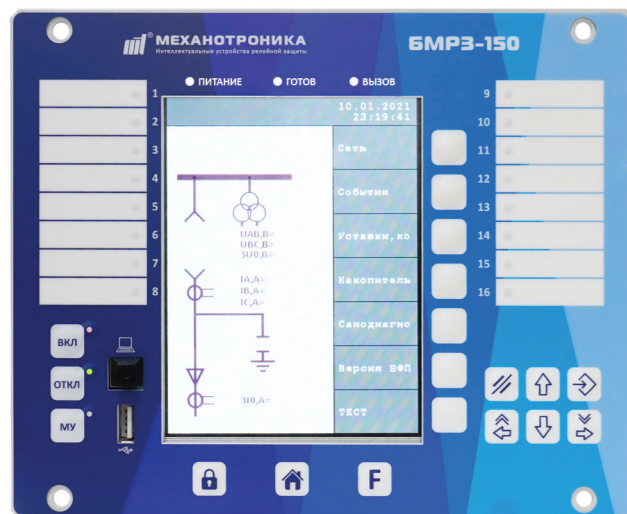 МЕХАНОТРОНИКА
Интеллектуальные устройства релейной защиты
БМРЗ-150
ПИТАНИЕ ГОТОВ ВЫЗОВ
1
2
3
4
5
6
7
8
9
10
11
12
13
14
15
16
10.01.2021
23:19:41
Сеть
События
Уставки,ко
Накопитель
Самодиагно
Версия БФП
ТЕСТ
UAB,В=
UBC,В=
3U0,В=
IA,А=
IB,А=
IC,А=
3I0,А=
ВКЛ
ОТКЛ
МУ
F